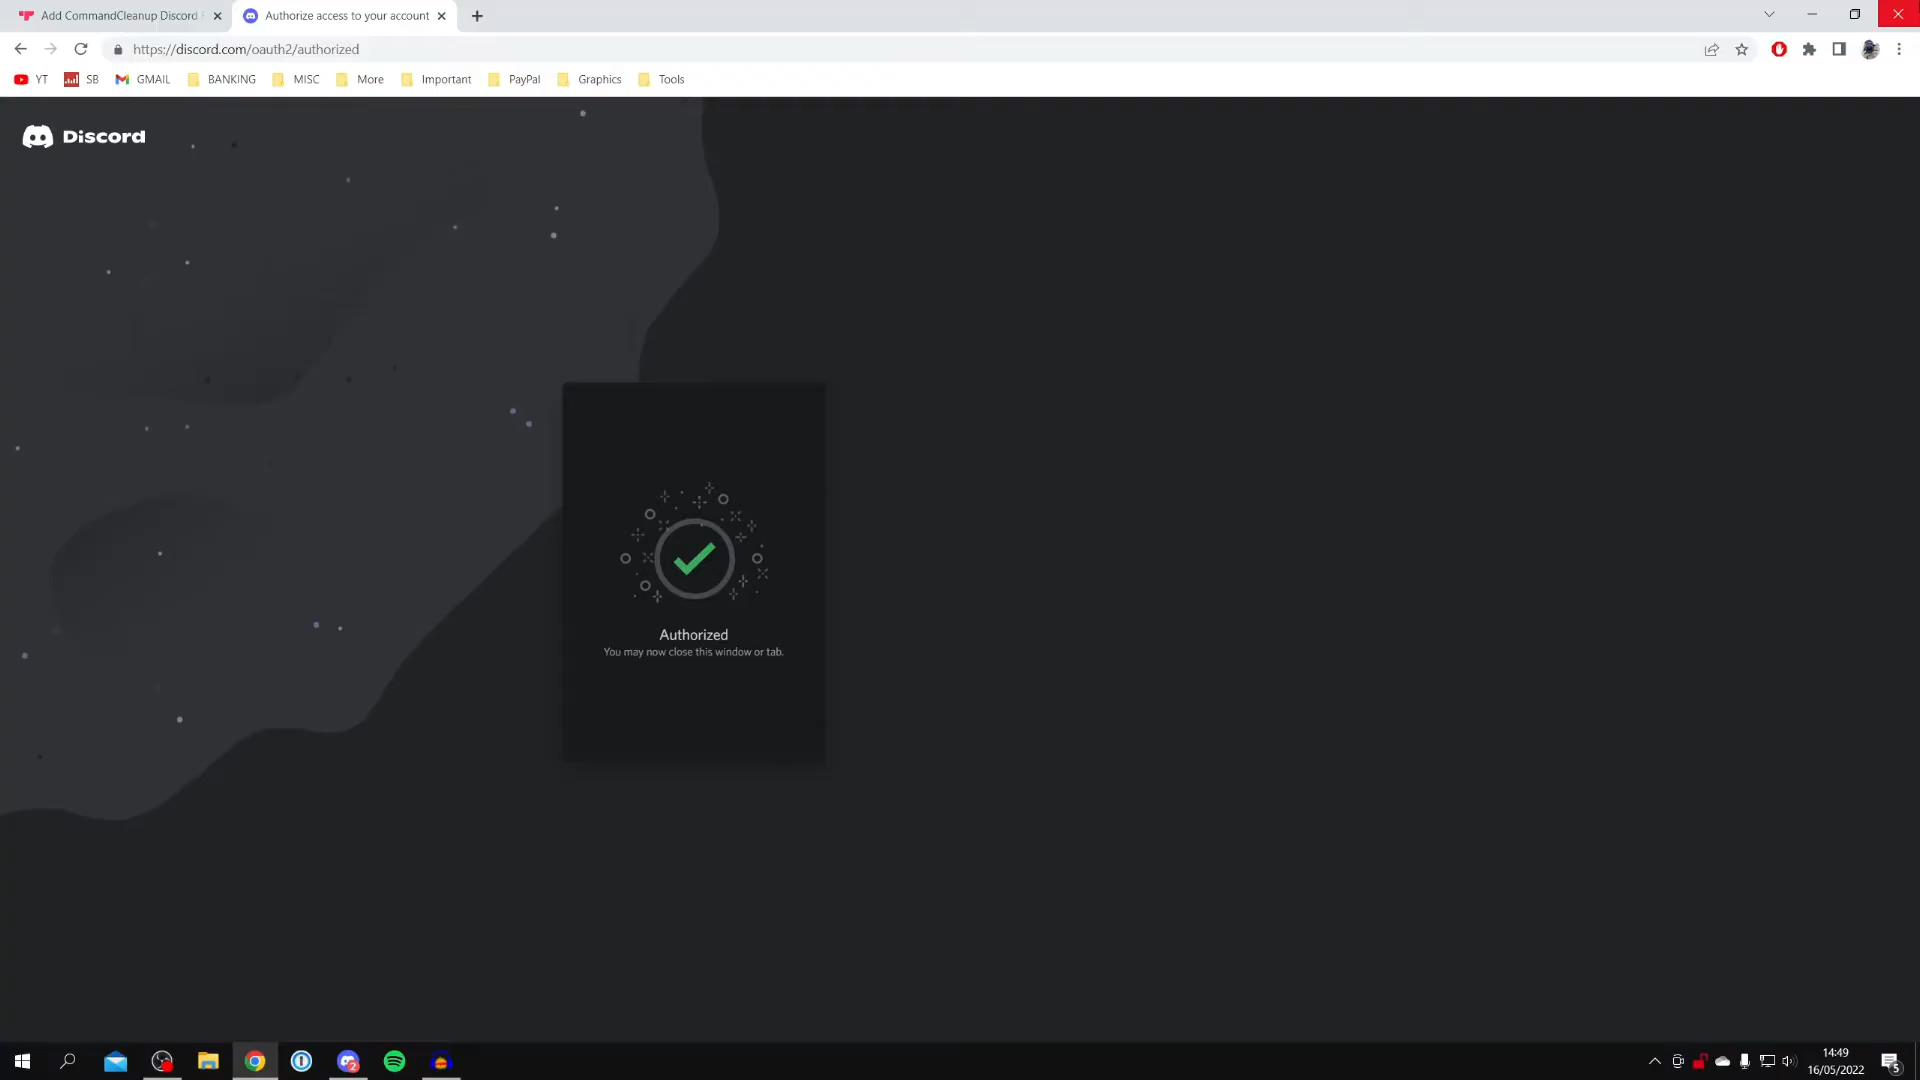 Add CommandCleanup Discord
Authorize access to your account
https://discord.com/oauth2/authorized
YT
SB
GMAIL
BANKING
MISC
More
Important
PayPal
Graphics
Tools
Discord
Authorized
You may now close this window or tab.
2
14:49
16/05/2022
5